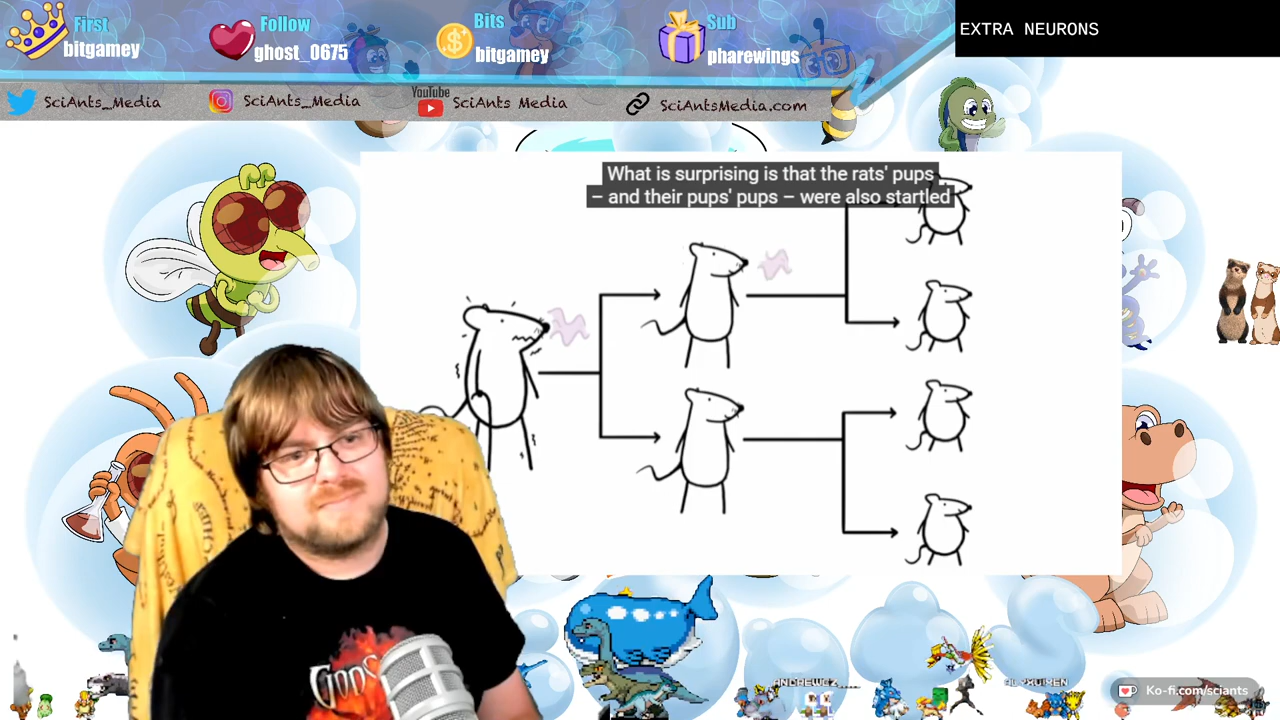 First
bitgamey
Follow
ghost_0675
Bits
bitgamey
Sub
pharewings
EXTRA NEURONS
SciAnts_Media
SciAnts_Media
YouTube
SciAnts Media
SciAntsMedia.com
What is surprising is that the rats' pups
– and their pups' pups – were also startled
GODS
Ko-fi.com/sciants